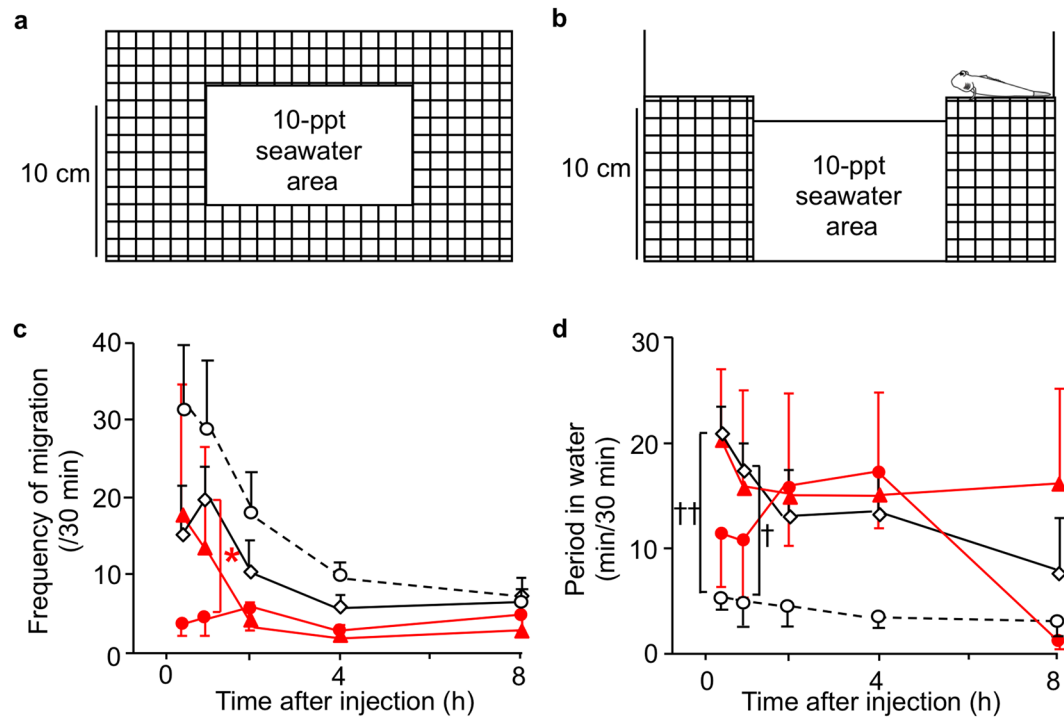 a
10 cm
10-ppt
seawater
area
b
10 cm
10-ppt
seawater
area
c
Frequency of migration
(/30 min)
40
30
20
10
0
*
0
4
8
Time after injection (h)
d
Period in water
(min/30 min)
30
20
10
0
††
†
0
4
8
Time after injection (h)